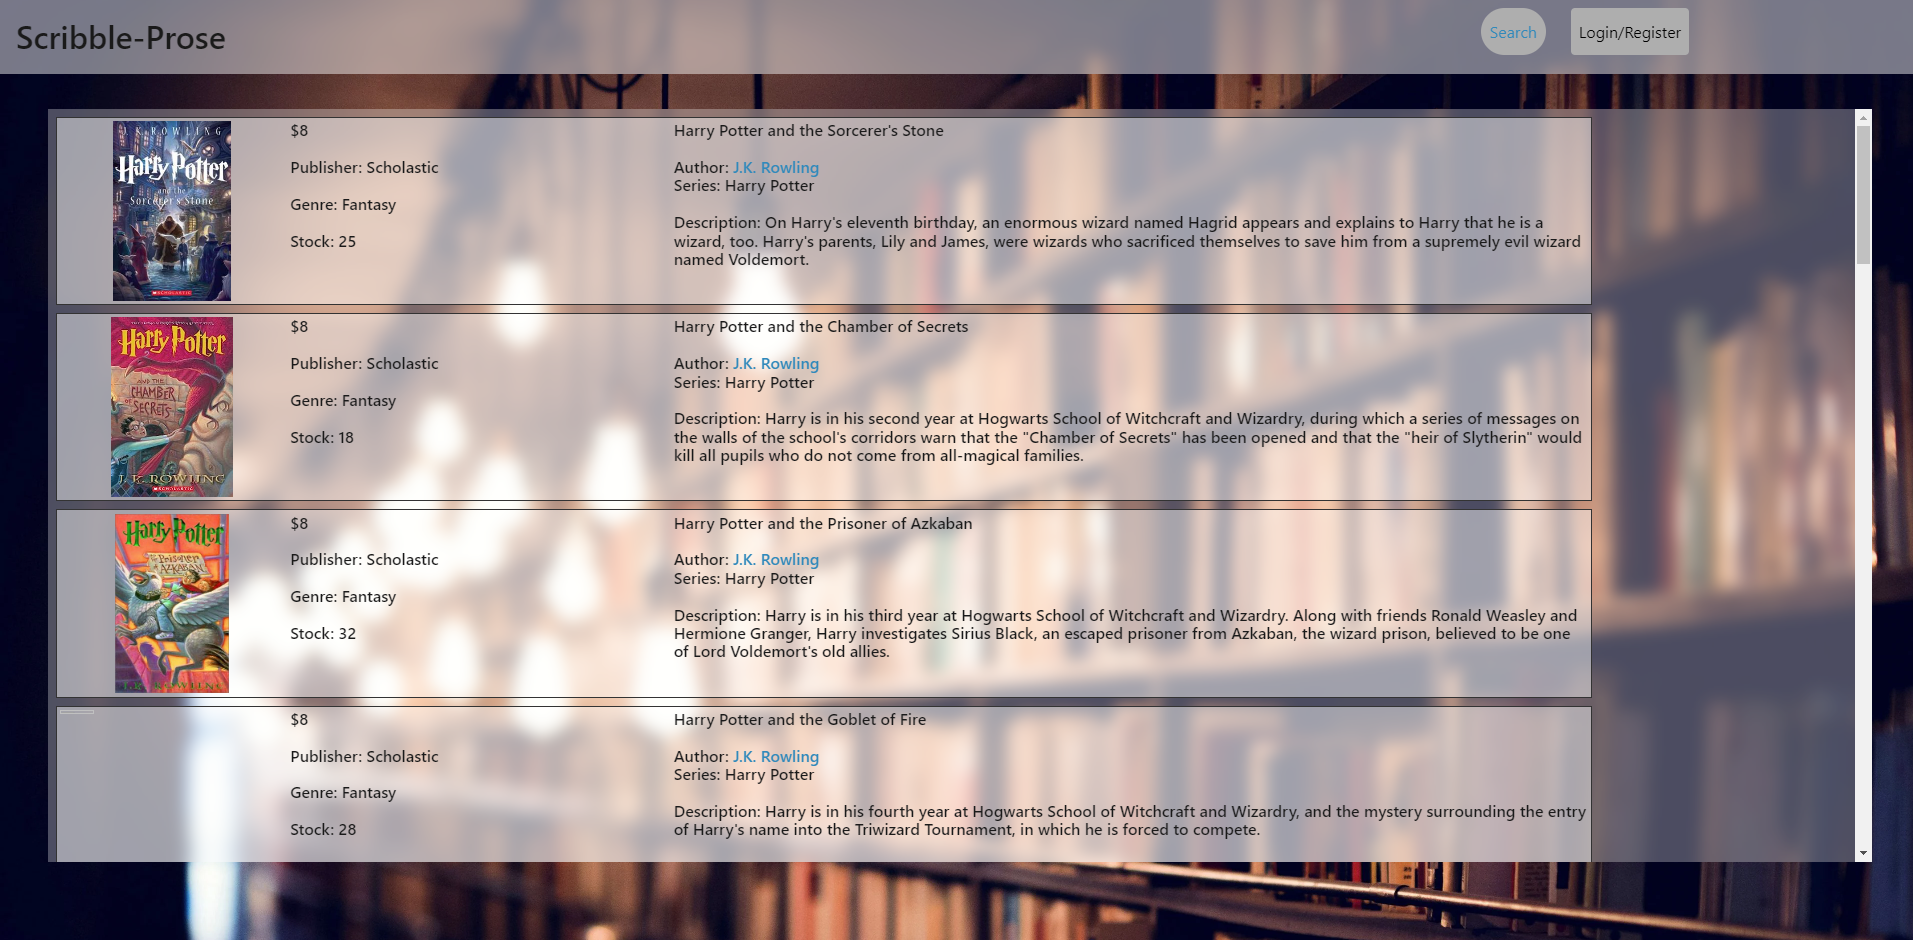 Scribble-Prose
Search
Login/Register
J.K. ROWLING
Harry Potter
and the
Sorcerer's Stone
SCHOLASTIC
$8
Publisher: Scholastic
Genre: Fantasy
Stock: 25
Harry Potter and the Sorcerer's Stone
Author: J.K. Rowling
Series: Harry Potter
Description: On Harry's eleventh birthday, an enormous wizard named Hagrid appears and explains to Harry that he is a
wizard, too. Harry's parents, Lily and James, were wizards who sacrificed themselves to save him from a supremely evil wizard
named Voldemort.
Harry Potter
AND THE
CHAMBER
OF SECRETS
J. K. ROWLING
SCHOLASTIC
$8
Publisher: Scholastic
Genre: Fantasy
Stock: 18
Harry Potter and the Chamber of Secrets
Author: J.K. Rowling
Series: Harry Potter
Description: Harry is in his second year at Hogwarts School of Witchcraft and Wizardry, during which a series of messages on
the walls of the school's corridors warn that the "Chamber of Secrets" has been opened and that the "heir of Slytherin" would
kill all pupils who do not come from all-magical families.
Harry Potter
Prisoner
AZKABAN
J. K. ROWLING
$8
Publisher: Scholastic
Genre: Fantasy
Stock: 32
Harry Potter and the Prisoner of Azkaban
Author: J.K. Rowling
Series: Harry Potter
Description: Harry is in his third year at Hogwarts School of Witchcraft and Wizardry. Along with friends Ronald Weasley and
Hermione Granger, Harry investigates Sirius Black, an escaped prisoner from Azkaban, the wizard prison, believed to be one
of Lord Voldemort's old allies.
$8
Publisher: Scholastic
Genre: Fantasy
Stock: 28
Harry Potter and the Goblet of Fire
Author: J.K. Rowling
Series: Harry Potter
Description: Harry is in his fourth year at Hogwarts School of Witchcraft and Wizardry, and the mystery surrounding the entry
of Harry's name into the Triwizard Tournament, in which he is forced to compete.